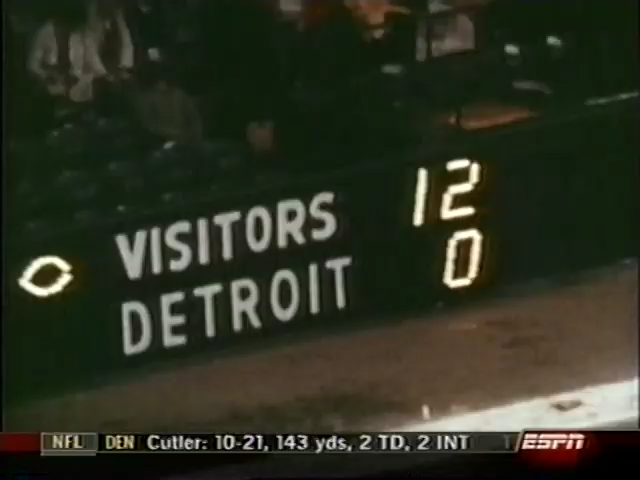 VISITORS 12
DETROIT 0
NFL DEN Cutler: 10-21, 143 yds, 2 TD, 2 INT ESPN